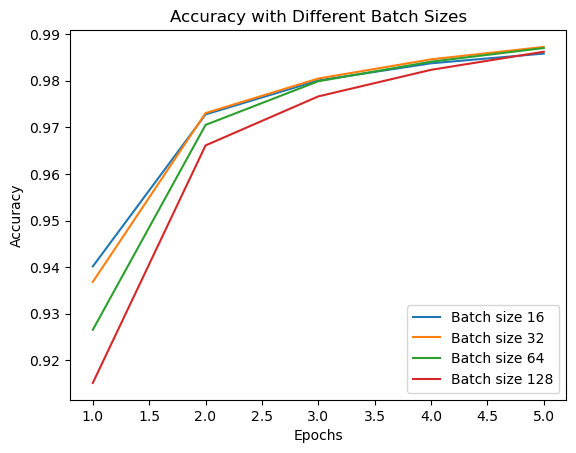 Accuracy with Different Batch Sizes
0.99
0.98
0.97
0.96
0.95
0.94
0.93
0.92
Accuracy
Batch size 16
Batch size 32
Batch size 64
Batch size 128
1.0 1.5 2.0 2.5 3.0 3.5 4.0 4.5 5.0
Epochs